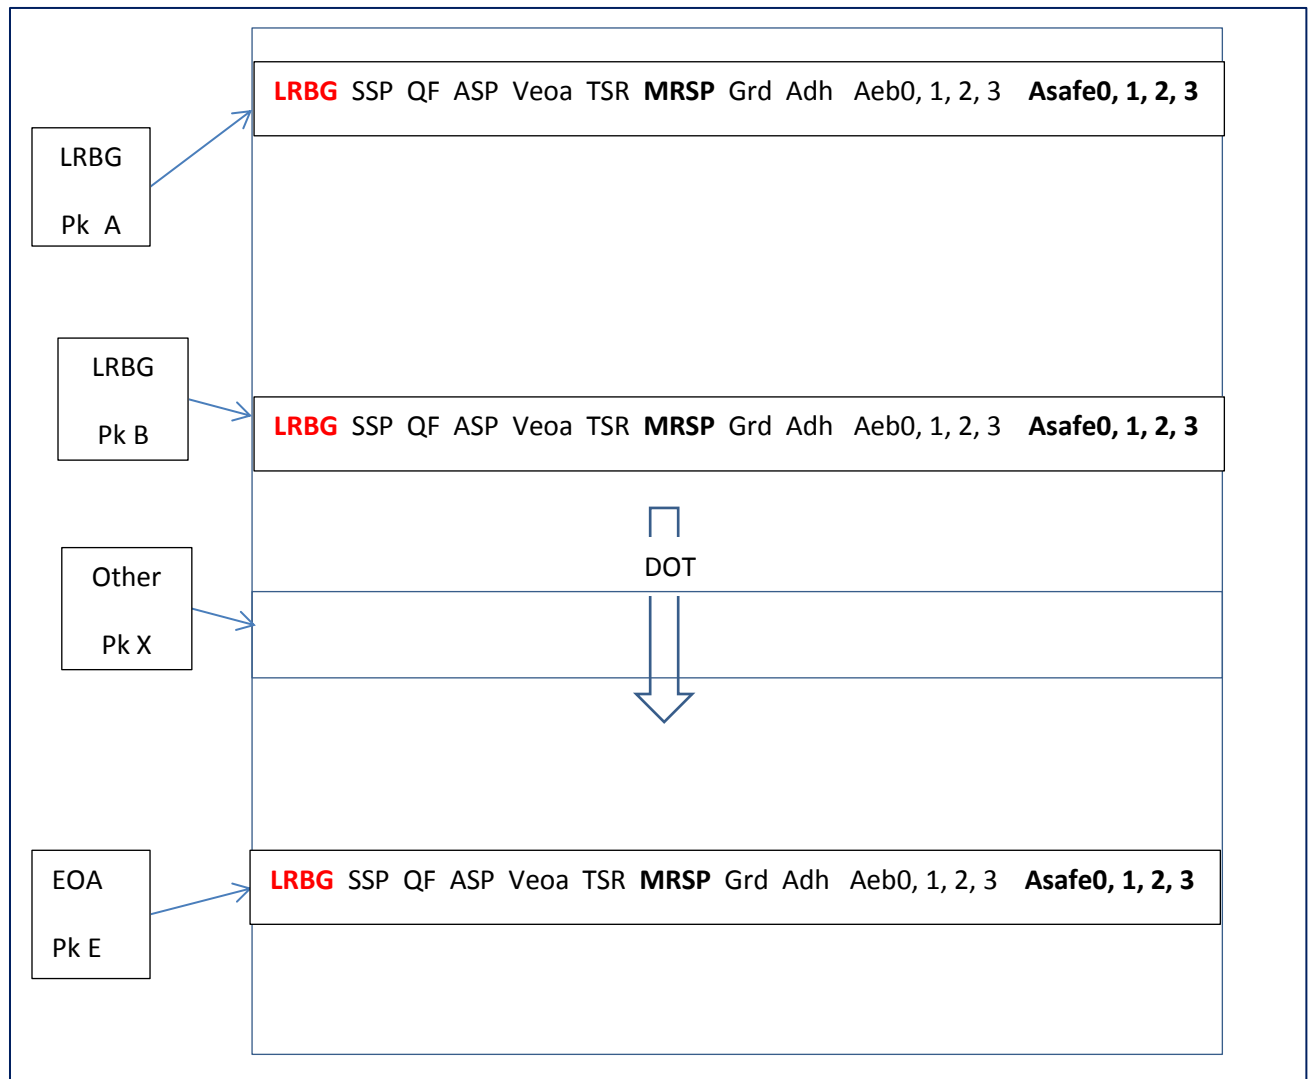 LRBG SSP QF ASP Veoa TSR MRSP Grd Adh Aeb0, 1, 2, 3 Asafe0, 1, 2, 3
LRBG
Pk A
LRBG
Pk B
LRBG SSP QF ASP Veoa TSR MRSP Grd Adh Aeb0, 1, 2, 3 Asafe0, 1, 2, 3
DOT
Other
Pk X
EOA
Pk E
LRBG SSP QF ASP Veoa TSR MRSP Grd Adh Aeb0, 1, 2, 3 Asafe0, 1, 2, 3